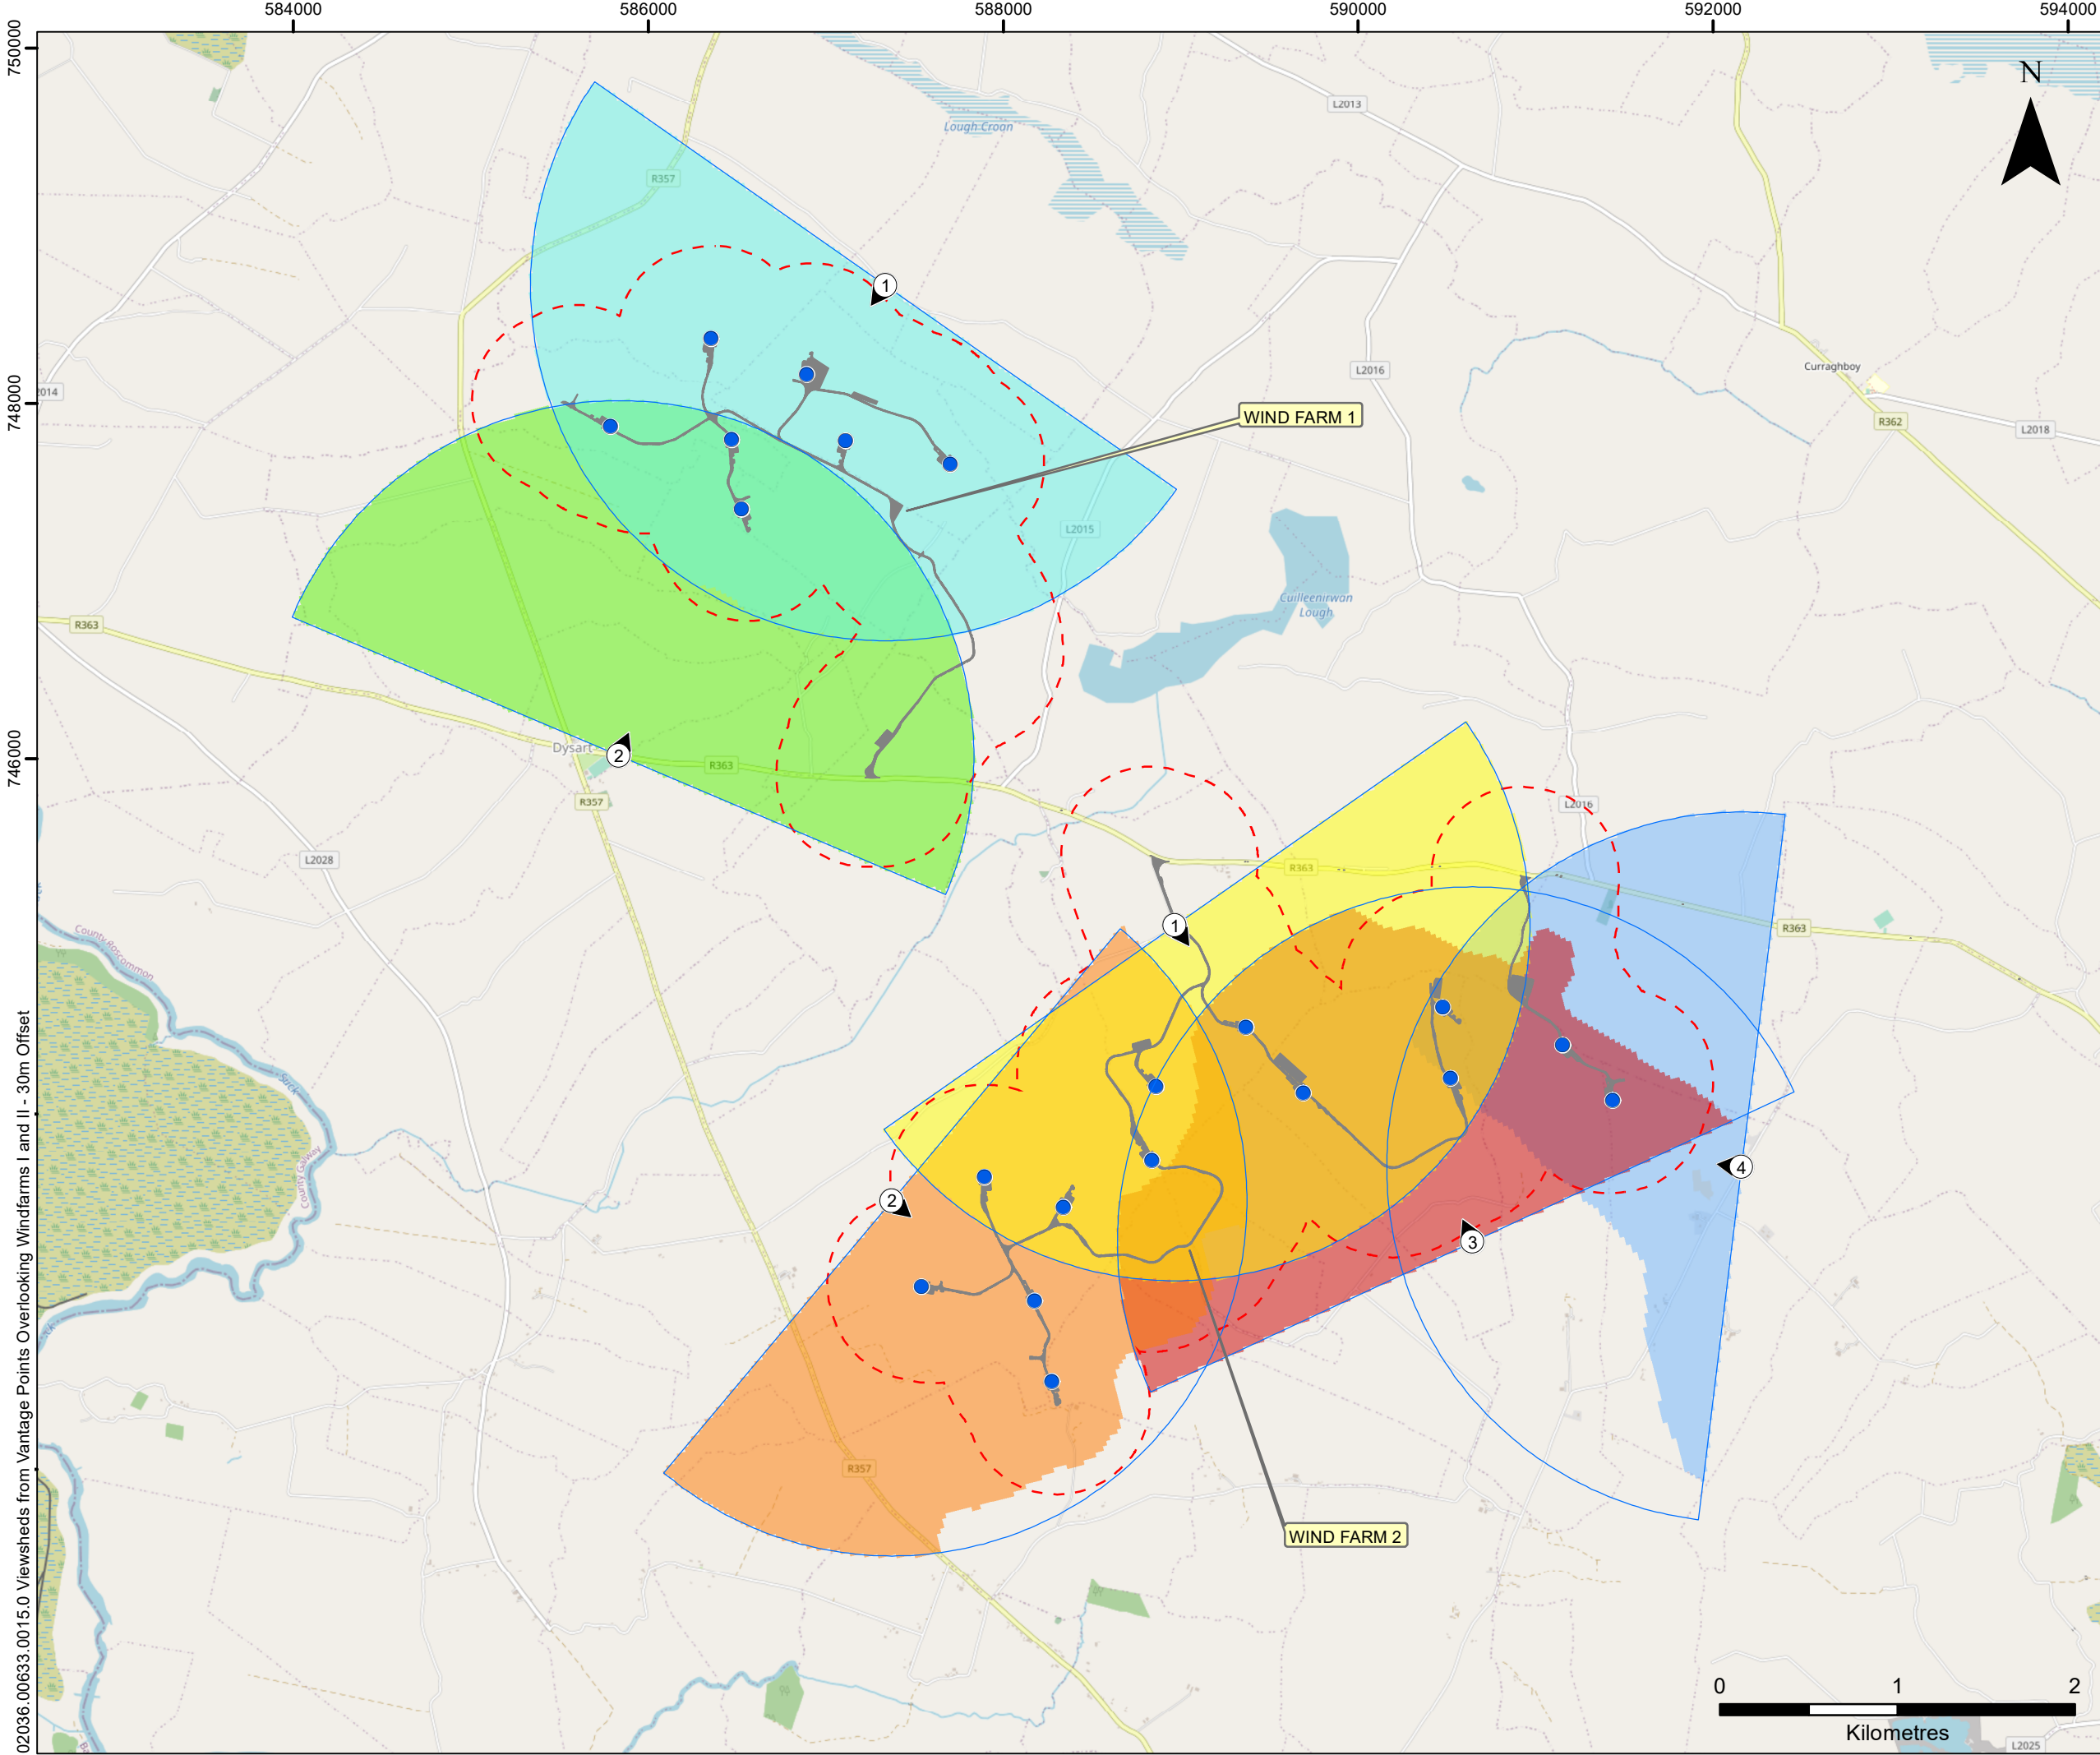 584000
586000
588000
590000
592000
594000
750000
748000
746000
02036.00633.0015.0 Viewsheds from Vantage Points Overlooking Windfarms I and II - 30m Offset
N
L2013
Lough Croan
R357
1
2014
L2016
Curraghboy
WIND FARM 1
R362
L2018
L2015
Cuilleenirwan
Lough
R363
Dysart
2
R363
R357
L2016
L2028
R363
1
R363
County Roscommon
Suck
County Galway
2
4
3
R357
WIND FARM 2
0
1
2
Kilometres
L2025